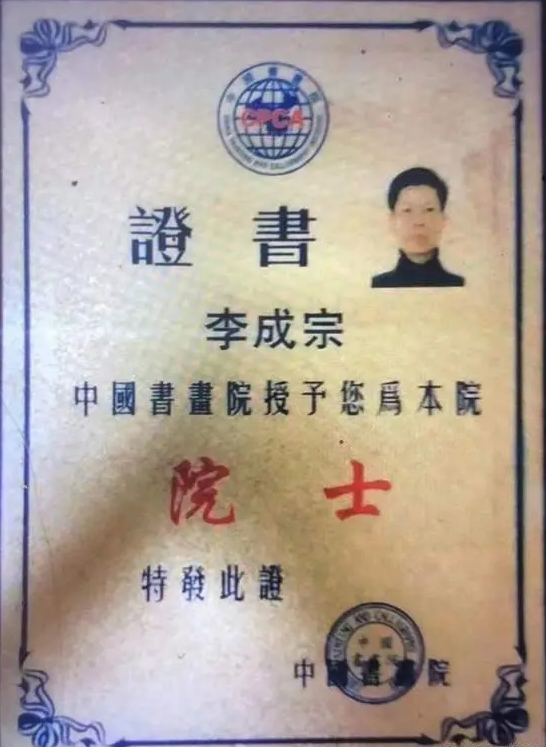 CPCA
證書
李成宗
中國書畫院授予您爲本院
院士
特發此證
中國書畫院